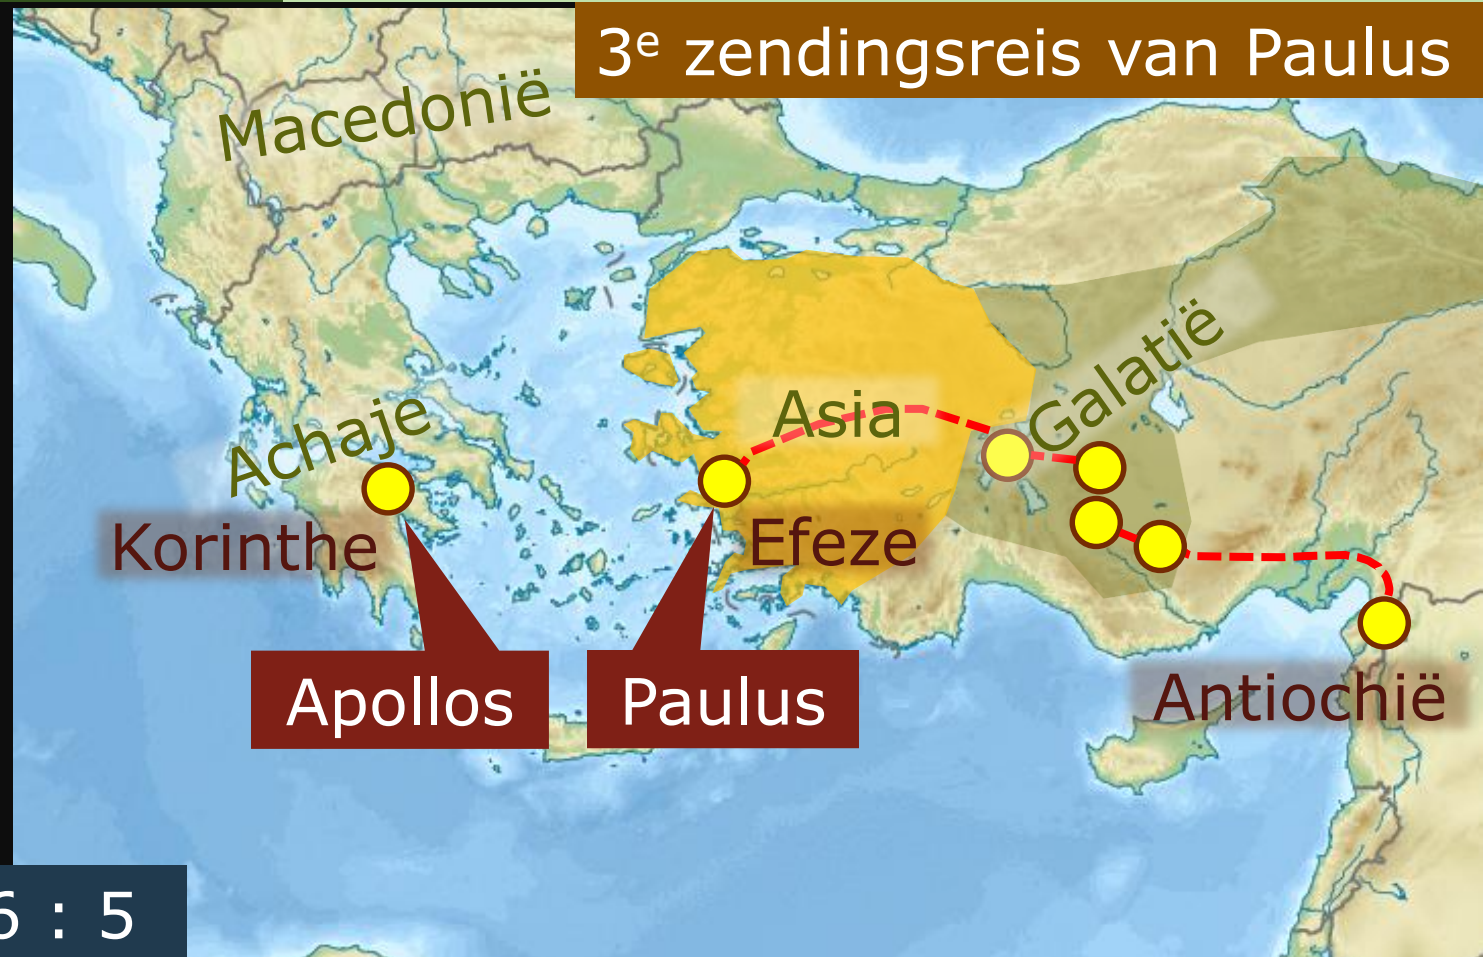 3e zendingsreis van Paulus
Macedonië
Galatië
Asia
Achaje
Korinthe
Efeze
Apollos
Paulus
Antiochië
6 : 5